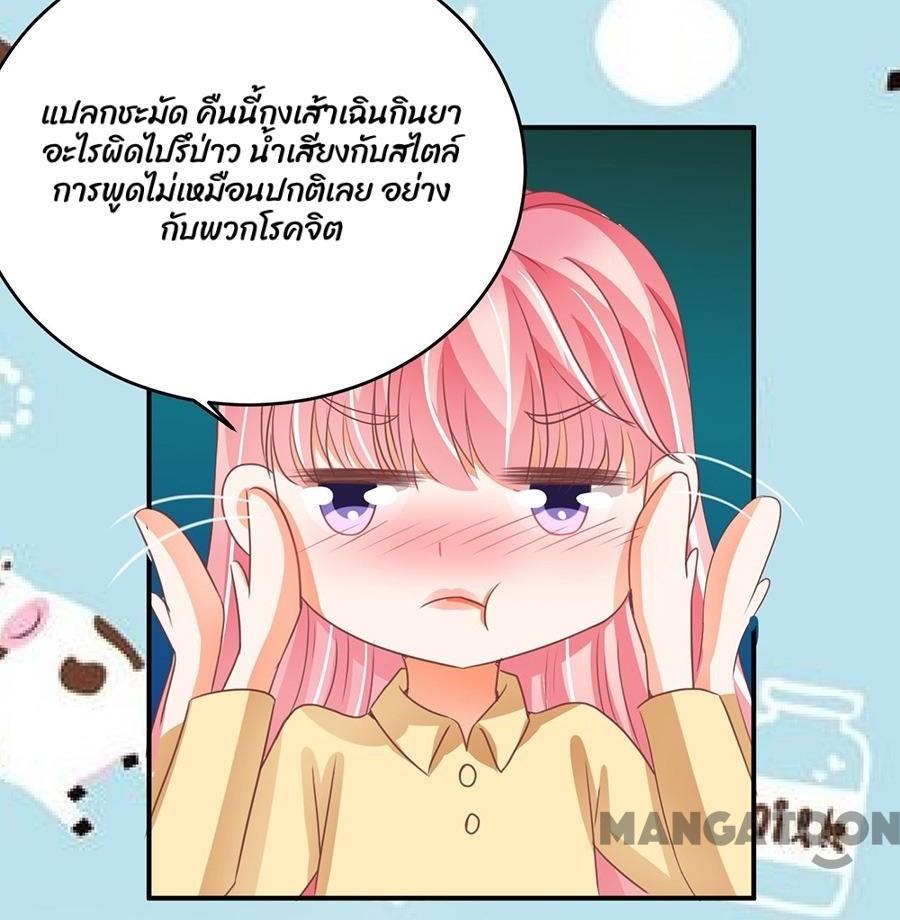 แปลกชะมัด คืนนี้กงเส้าเฉินกินยา
อะไรผิดไปรึป่าว น้ำเสียงกับสไตล์
การพูดไม่เหมือนปกติเลย อย่าง
กับพวกโรคจิต
MANGATOON